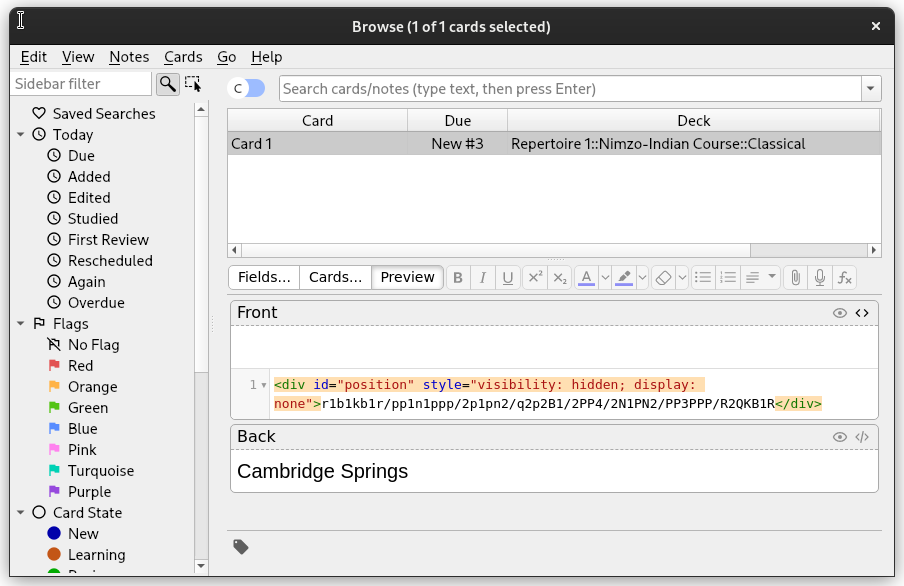 Browse (1 of 1 cards selected)
Edit View Notes Cards Go Help
Sidebar filter
C
Search cards/notes (type text, then press Enter)
Saved Searches
Today
Due
Added
Edited
Studied
First Review
Rescheduled
Again
Overdue
Flags
No Flag
Red
Orange
Green
Blue
Pink
Turquoise
Purple
Card State
New
Learning
Card Due Deck
Card 1 New #3 Repertoire 1::Nimzo-Indian Course::Classical
Fields... Cards... Preview B I U x² x₂ A fx
Front
1 <div id="position" style="visibility: hidden; display:
none">r1b1kb1r/pp1n1ppp/2p1pn2/q2p2B1/2PP4/2N1PN2/PP3PPP/R2QKB1R</div>
Back
Cambridge Springs